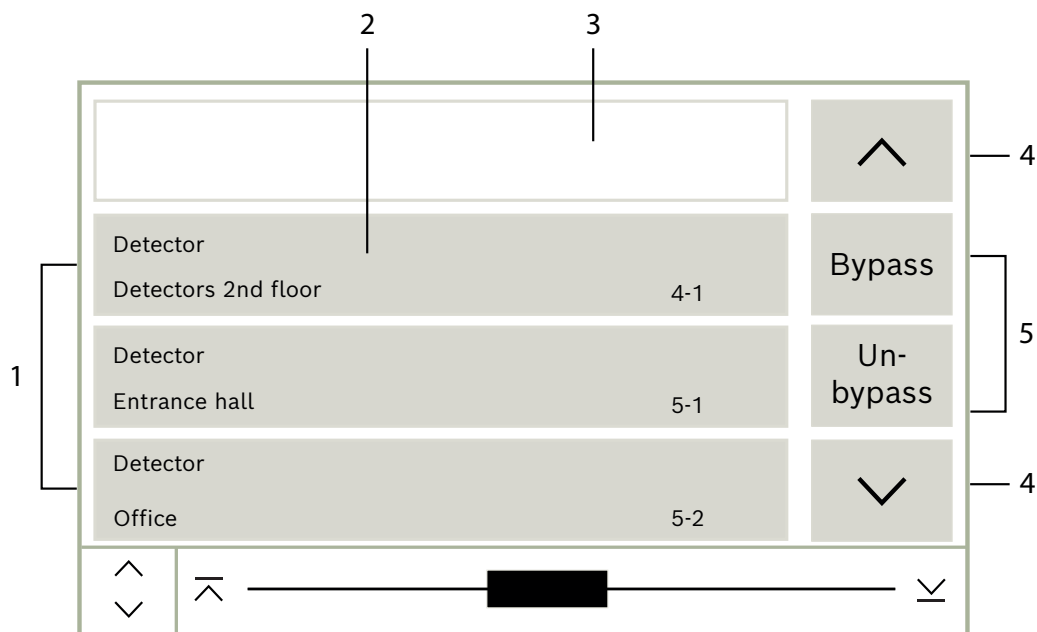 2 3
4
Detector
Detectors 2nd floor 4-1
Bypass
5
Detector
Entrance hall 5-1
Un-
bypass
1
Detector
Office 5-2
4